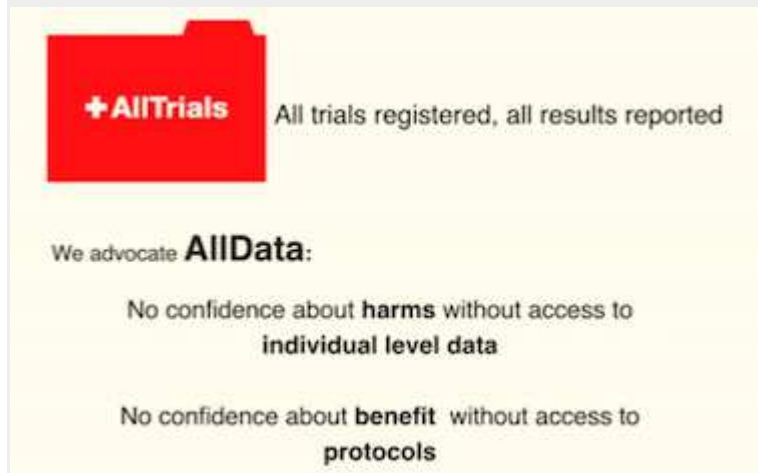 +AllTrials
All trials registered, all results reported
We advocate AllData:
No confidence about harms without access to
individual level data
No confidence about benefit without access to
protocols